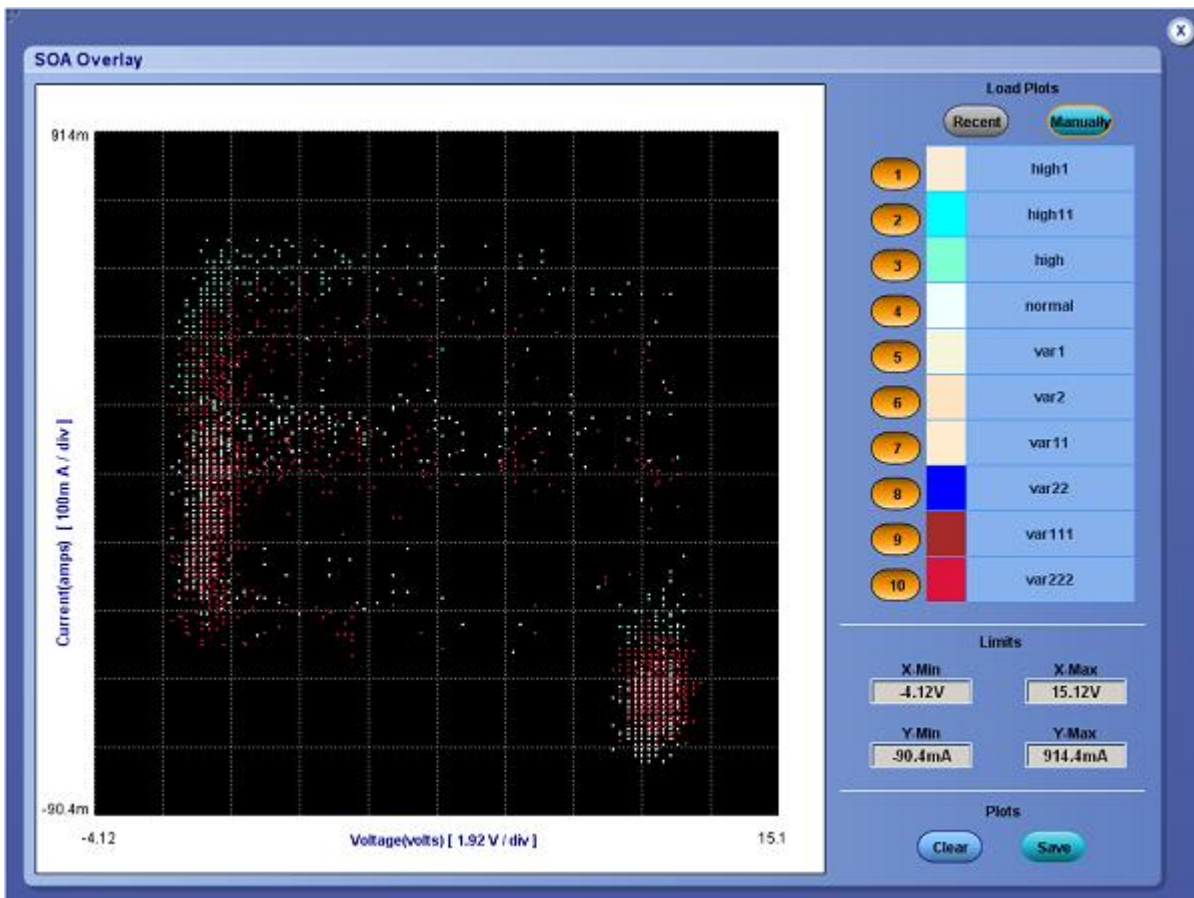 X
SOA Overlay
914m
-90.4m
Current(amps) [ 100m A / div ]
-4.12
Voltage(volts) [ 1.92 V / div ]
15.1
Load Plots
Recent
Manually
1 high1
2 high11
3 high
4 normal
5 var1
6 var2
7 var11
8 var22
9 var111
10 var222
Limits
X-Min
X-Max
-4.12V
15.12V
Y-Min
Y-Max
-90.4mA
914.4mA
Plots
Clear
Save